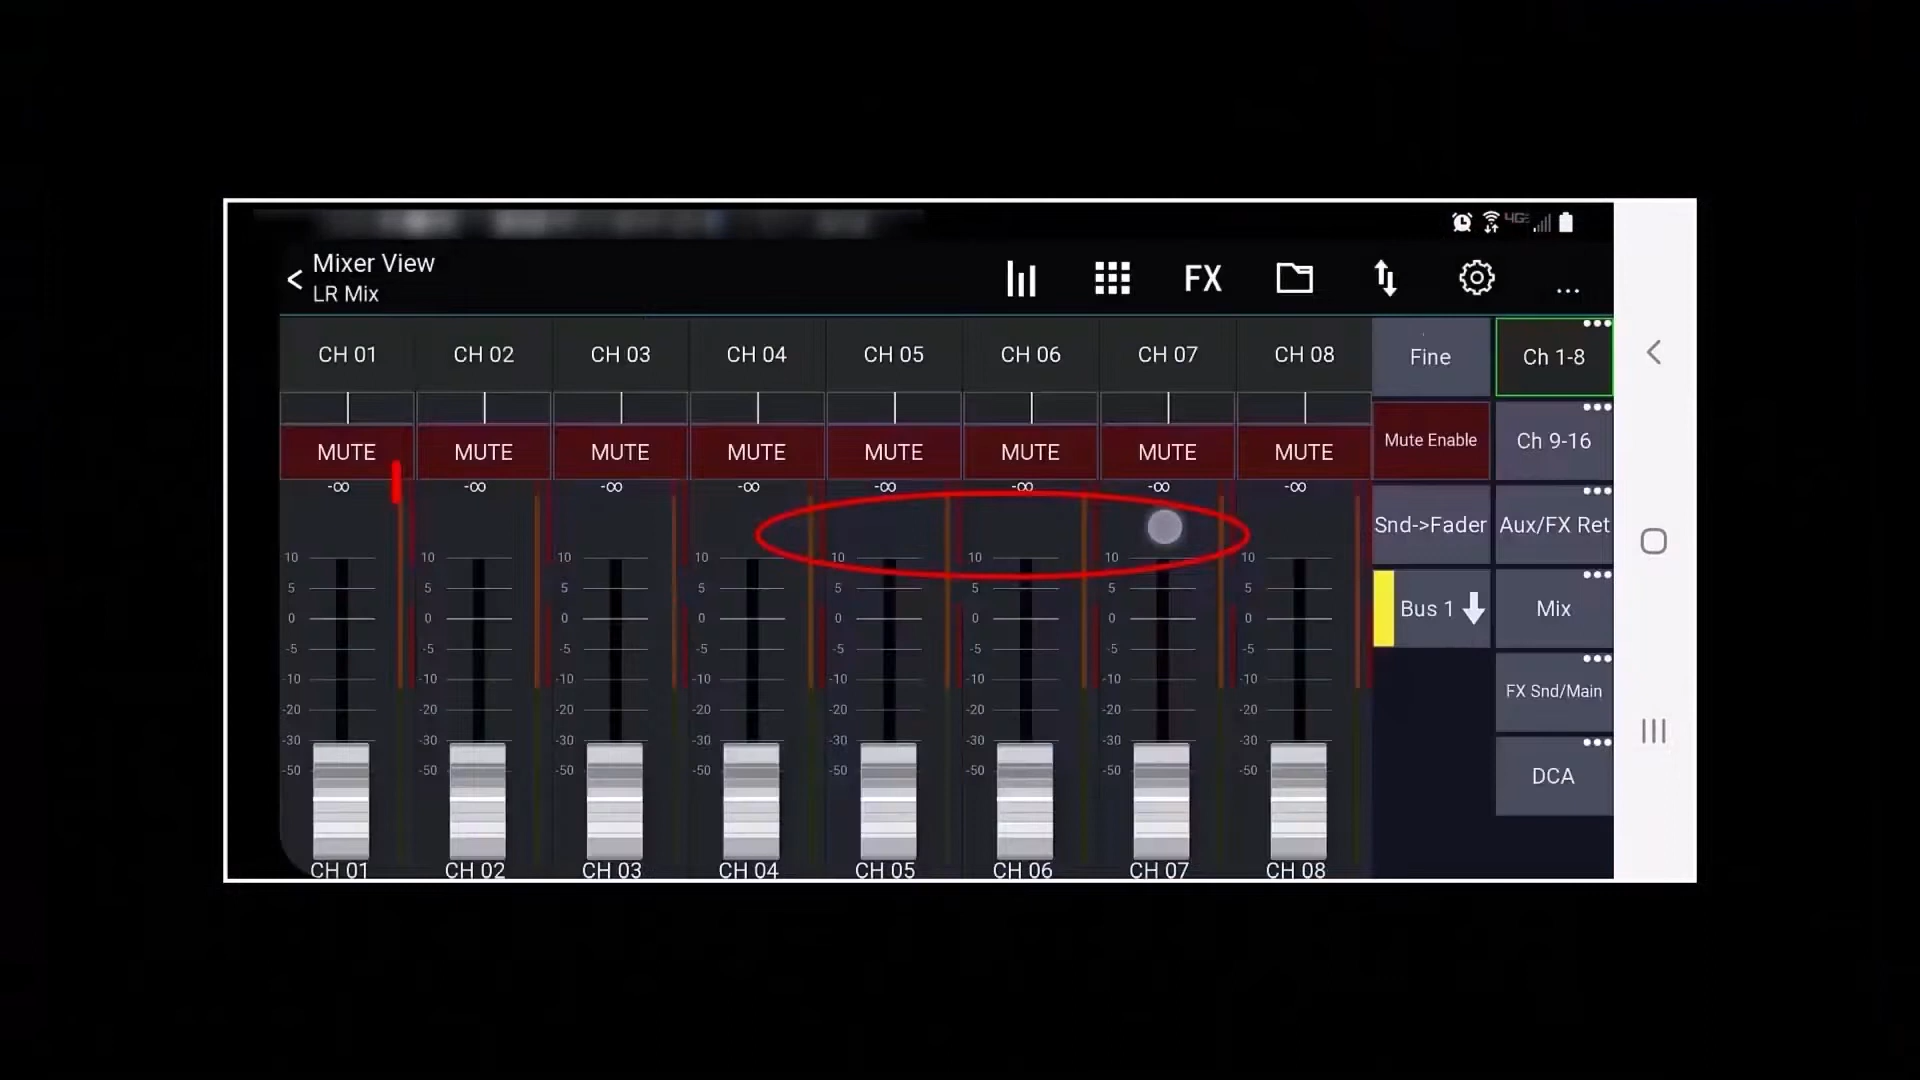 4G
Mixer View
LR Mix
FX
...
CH 01 CH 02 CH 03 CH 04 CH 05 CH 06 CH 07 CH 08 Fine Ch 1-8
MUTE MUTE MUTE MUTE MUTE MUTE MUTE MUTE Mute Enable Ch 9-16
-∞ -∞ -∞ -∞ -∞ -∞ -∞ -∞
Snd->Fader Aux/FX Ret
10 10 10 10 10 10 10 10
5 5 5 5 5 5 5 5
0 0 0 0 0 0 0 0
Bus 1 Mix
-5 -5 -5 -5 -5 -5 -5 -5
-10 -10 -10 -10 -10 -10 -10 -10
FX Snd/Main
-20 -20 -20 -20 -20 -20 -20 -20
-30 -30 -30 -30 -30 -30 -30 -30
-50 -50 -50 -50 -50 -50 -50 -50
DCA
CH 01 CH 02 CH 03 CH 04 CH 05 CH 06 CH 07 CH 08